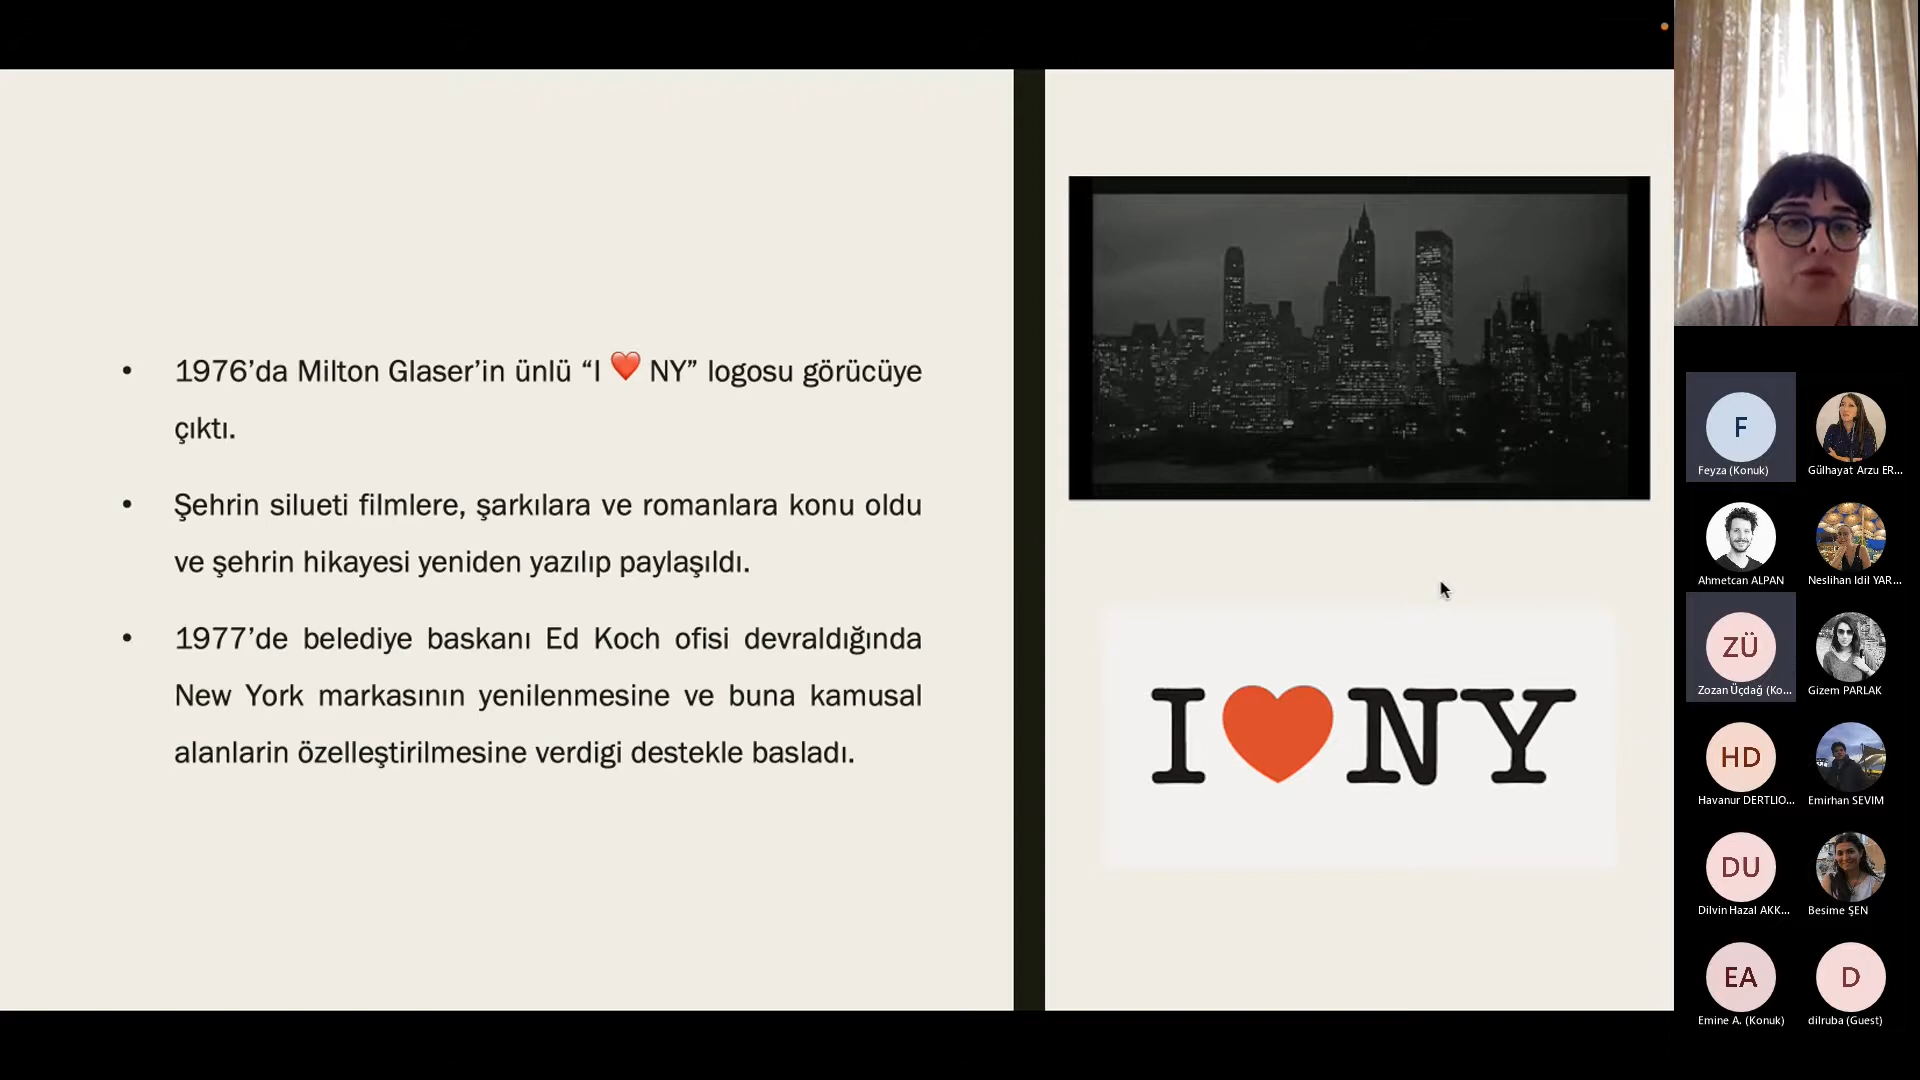 1976’da Milton Glaser’in ünlü “I ❤️ NY” logosu görücüye
çıktı.
Şehrin silueti filmlere, şarkılara ve romanlara konu oldu
ve şehrin hikayesi yeniden yazılıp paylaşıldı.
1977’de belediye baskanı Ed Koch ofisi devraldığında
New York markasının yenilenmesine ve buna kamusal
alanlarin özelleştirilmesine verdigi destekle basladı.
I ❤️ NY
F
Feyza (Konuk)
Gülhayat Arzu ER...
Ahmetcan ALPAN
Neslihan Idil YAR...
ZÜ
Zozan Üçdağ (Ko...
Gizem PARLAK
HD
Havanur DERTLIO...
Emirhan SEVIM
DU
Dilvin Hazal AKK...
Besime ŞEN
EA
Emine A. (Konuk)
D
dilruba (Guest)